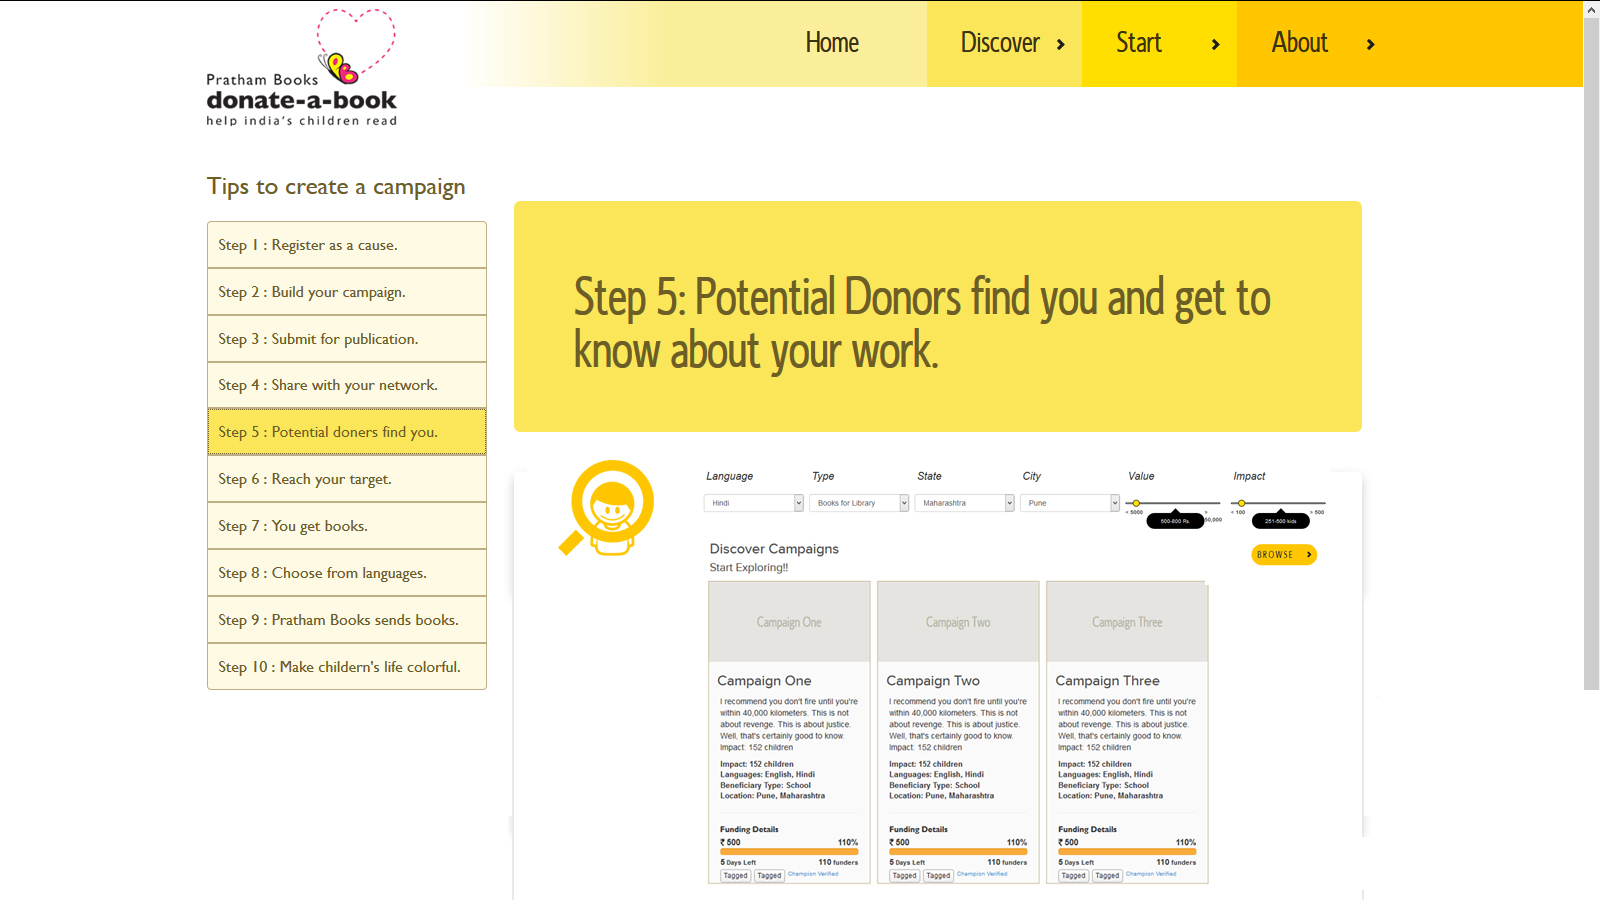 Pratham Books
donate-a-book
help india's children read
Home
Discover
Start
About
Tips to create a campaign
Step 1 : Register as a cause.
Step 2 : Build your campaign.
Step 3 : Submit for publication.
Step 4 : Share with your network.
Step 5 : Potential doners find you.
Step 6 : Reach your target.
Step 7 : You get books.
Step 8 : Choose from languages.
Step 9 : Pratham Books sends books.
Step 10 : Make childern's life colorful.
Step 5: Potential Donors find you and get to
know about your work.
Language Type State City Value Impact
Hindi Books for Library Maharashtra Pune
< 5000 > 50,000 < 100 > 500
500-800 Rs. 251-500 kids
Discover Campaigns
BROWSE
Start Exploring!!
Campaign One
Campaign One
I recommend you don't fire until you're
within 40,000 kilometers. This is not
about revenge. This is about justice.
Well, that's certainly good to know.
Impact: 152 children
Impact: 152 children
Languages: English, Hindi
Beneficiary Type: School
Location: Pune, Maharashtra
Funding Details
₹ 500 110%
5 Days Left 110 funders
Tagged Tagged Champion Verified
Campaign Two
Campaign Two
I recommend you don't fire until you're
within 40,000 kilometers. This is not
about revenge. This is about justice.
Well, that's certainly good to know.
Impact: 152 children
Impact: 152 children
Languages: English, Hindi
Beneficiary Type: School
Location: Pune, Maharashtra
Funding Details
₹ 500 110%
5 Days Left 110 funders
Tagged Tagged Champion Verified
Campaign Three
Campaign Three
I recommend you don't fire until you're
within 40,000 kilometers. This is not
about revenge. This is about justice.
Well, that's certainly good to know.
Impact: 152 children
Impact: 152 children
Languages: English, Hindi
Beneficiary Type: School
Location: Pune, Maharashtra
Funding Details
₹ 500 110%
5 Days Left 110 funders
Tagged Tagged Champion Verified